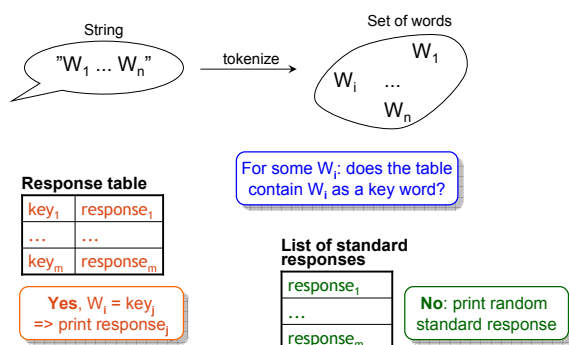 String
Set of words
"W₁ ... Wₙ"
tokenize
W₁
Wᵢ ...
Wₙ
For some Wᵢ: does the table
contain Wᵢ as a key word?
Response table
key₁ response₁
... ...
keyₘ responseₘ
List of standard
responses
response₁
...
responseₘ
Yes, Wᵢ = keyⱼ
=> print responseⱼ
No: print random
standard response